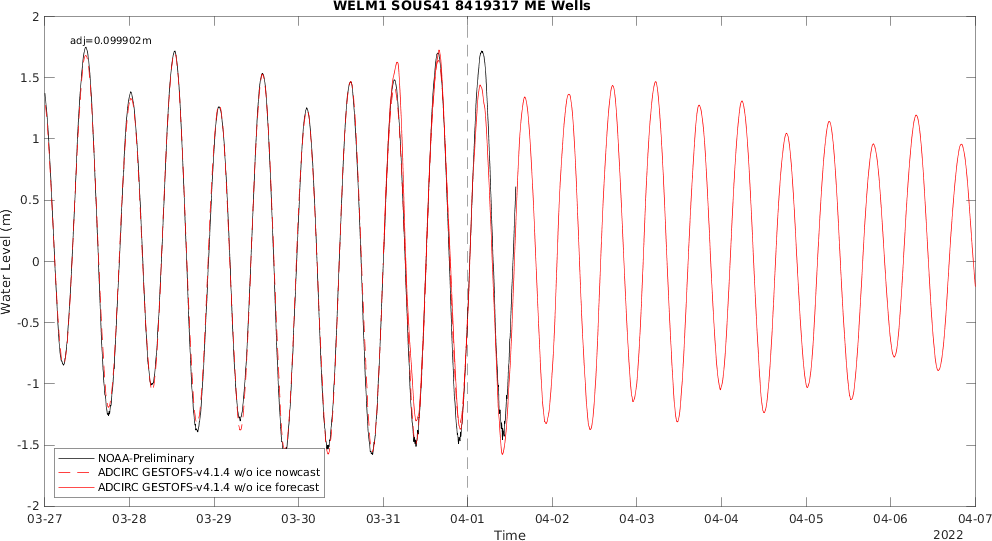 WELM1 SOUS41 8419317 ME Wells
adj=0.099902m
2
1.5
1
0.5
0
-0.5
-1
-1.5
-2
Water Level (m)
NOAA-Preliminary
ADCIRC GESTOFS-v4.1.4 w/o ice nowcast
ADCIRC GESTOFS-v4.1.4 w/o ice forecast
03-27 03-28 03-29 03-30 03-31 04-01 04-02 04-03 04-04 04-05 04-06 04-07
Time
2022